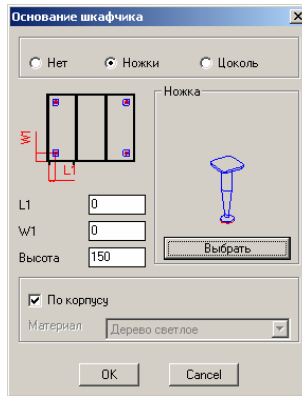 Основание шкафчика
Нет Ножки Цоколь
Ножка
W1
L1
L1 0
W1 0
Высота 150
Выбрать
По корпусу
Материал Дерево светлое
OK Cancel